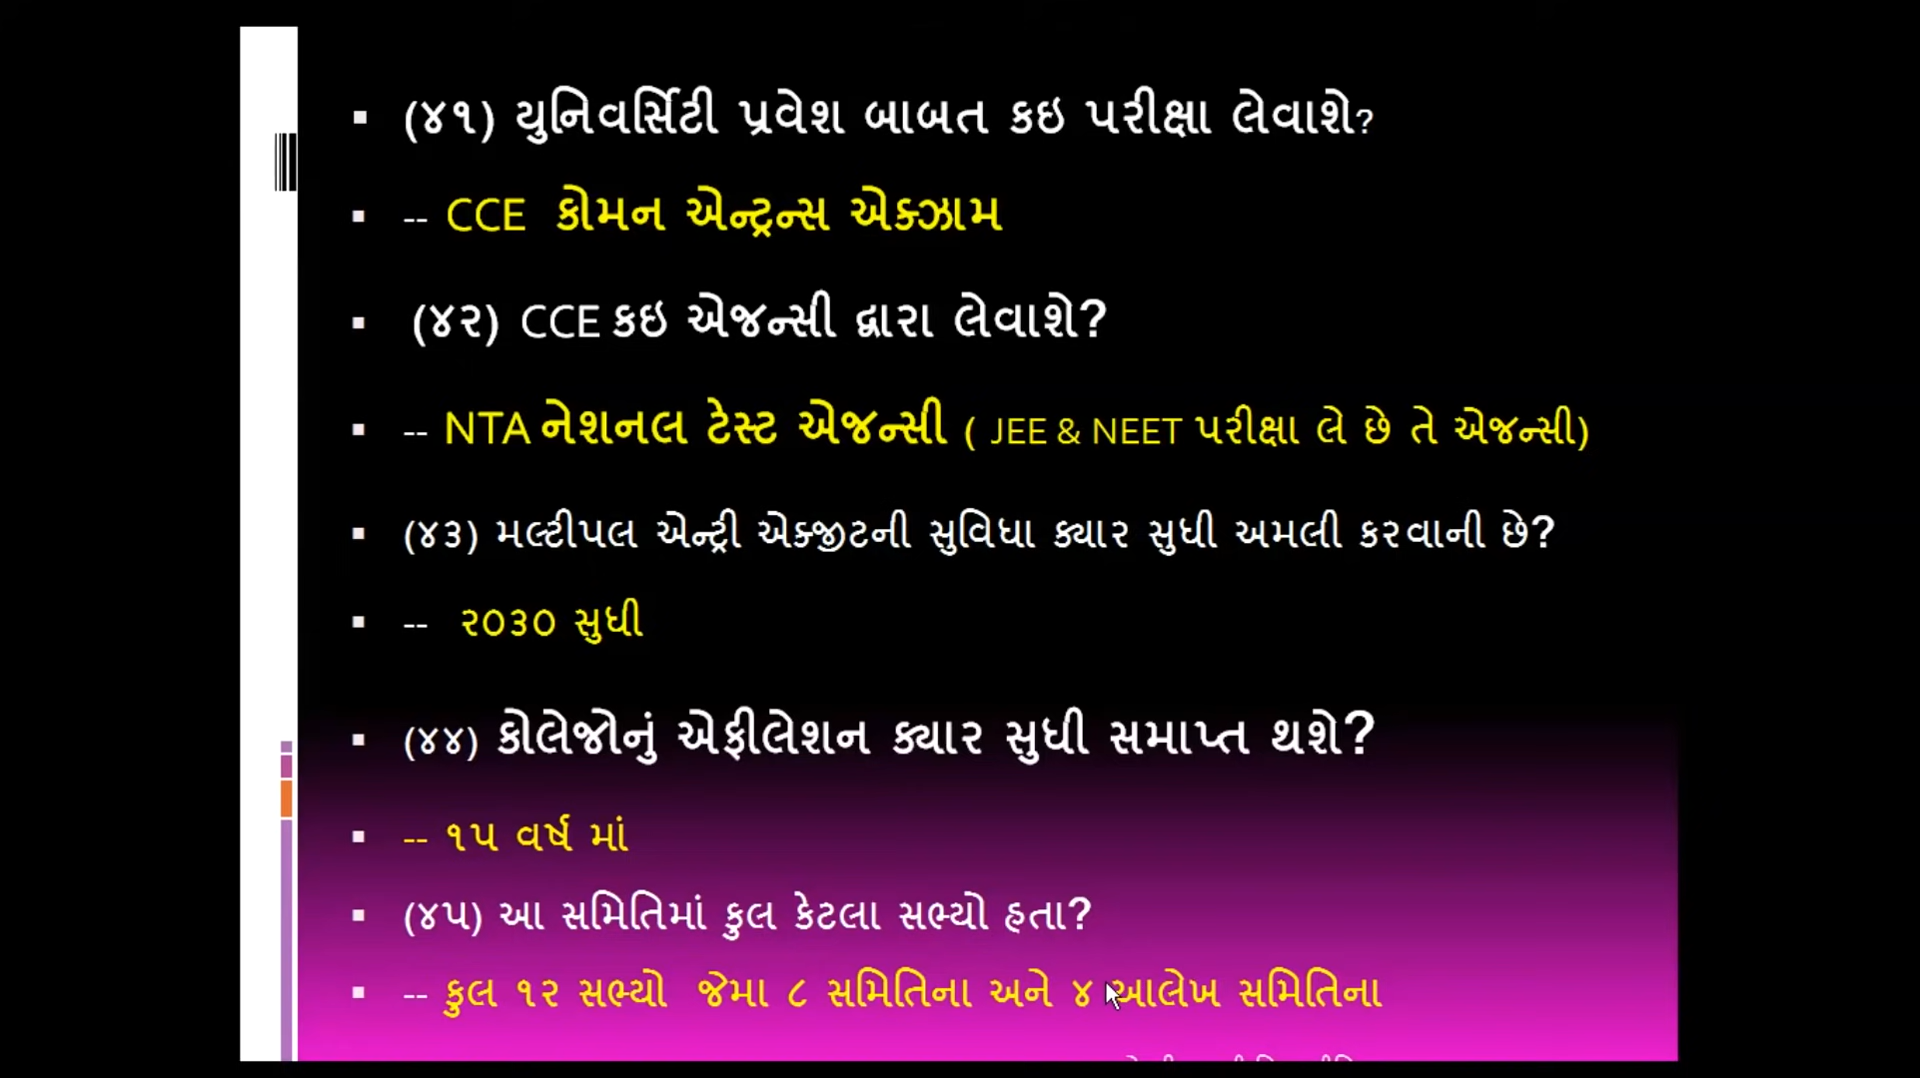 (૪૧) યુનિવર્સિટી પ્રવેશ બાબત કઇ પરીક્ષા લેવાશે?
-- CCE કોમન એન્ટ્રન્સ એક્ઝામ
(૪૨) CCE કઇ એજન્સી દ્વારા લેવાશે?
-- NTA નેશનલ ટેસ્ટ એજન્સી ( JEE & NEET પરીક્ષા લે છે તે એજન્સી)
(૪૩) મલ્ટીપલ એન્ટ્રી એક્જીટની સુવિધા ક્યાર સુધી અમલી કરવાની છે?
-- ૨૦૩૦ સુધી
(૪૪) કોલેજોનું એફીલેશન ક્યાર સુધી સમાપ્ત થશે?
-- ૧૫ વર્ષ માં
(૪૫) આ સમિતિમાં કુલ કેટલા સભ્યો હતા?
-- કુલ ૧૨ સભ્યો જેમા ૮ સમિતિના અને ૪ આલેખ સમિતિના